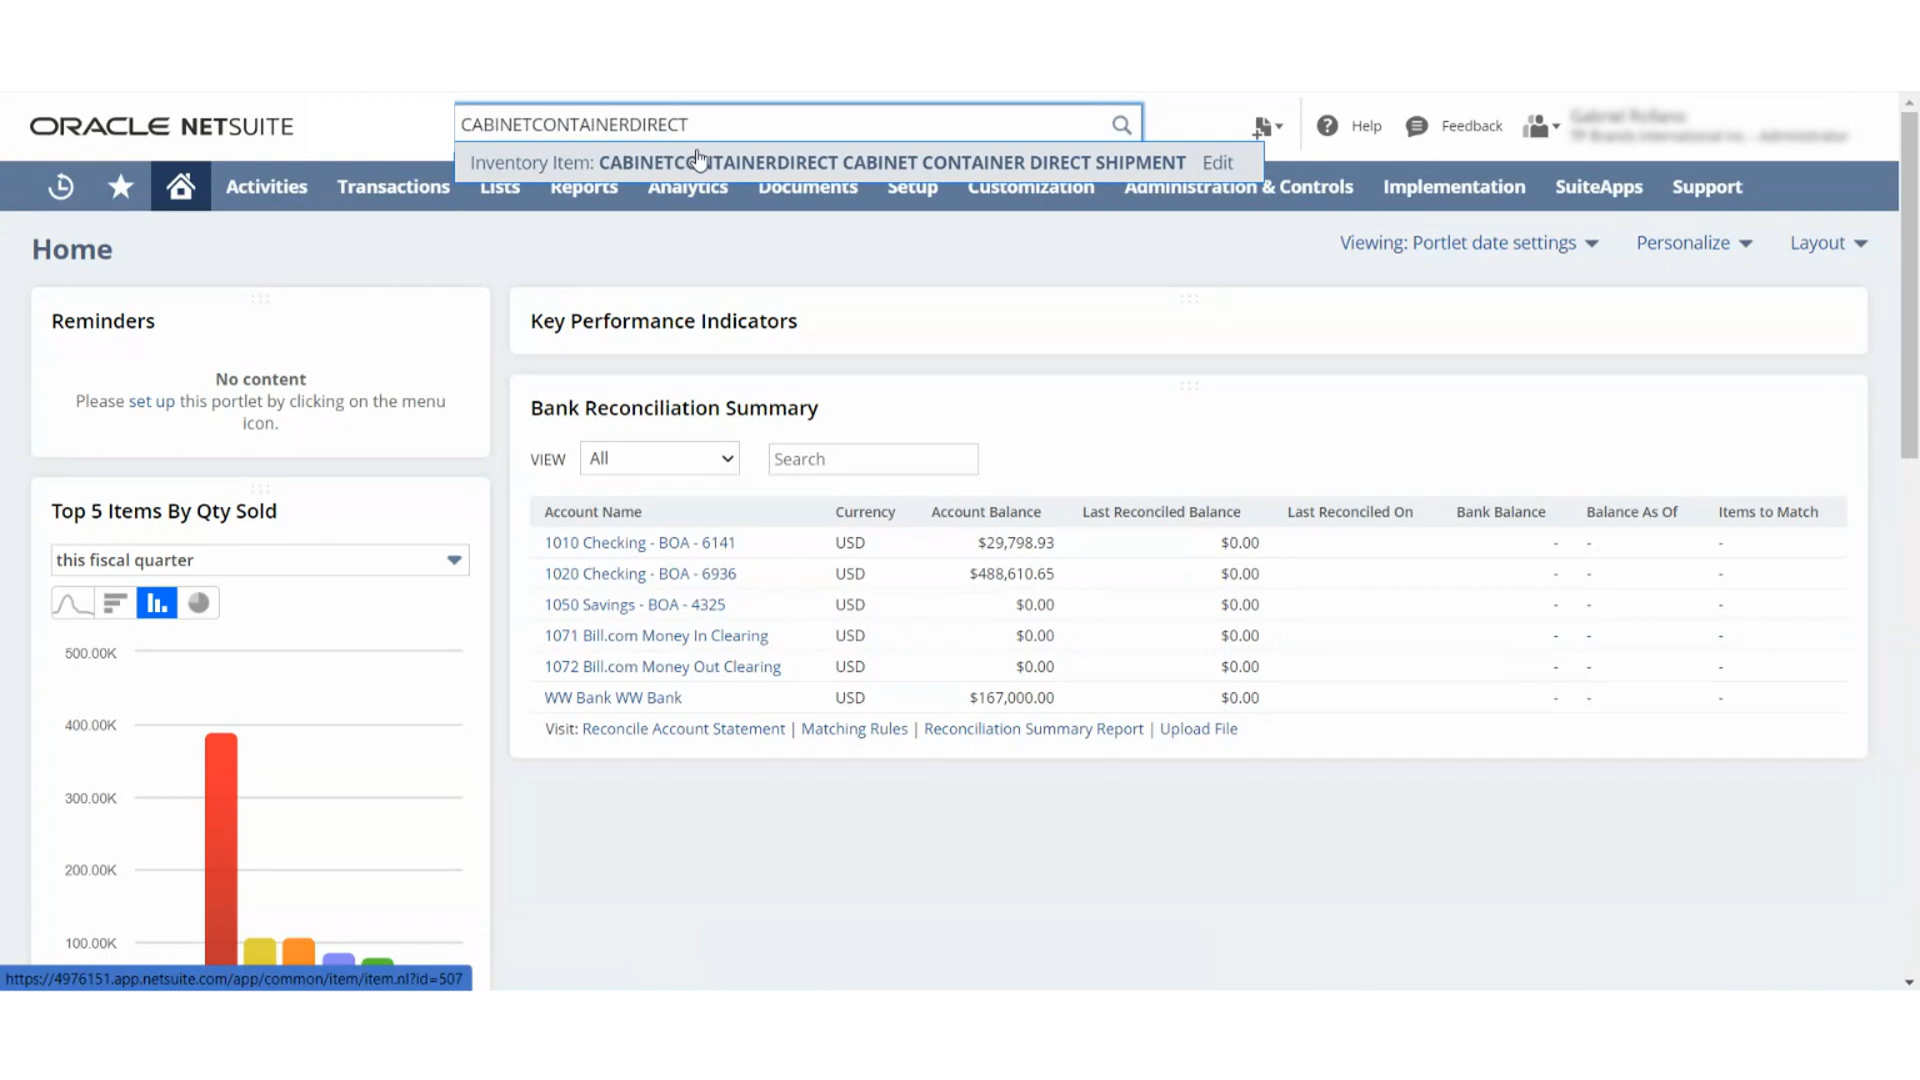 ORACLE NETSUITE
CABINETCONTAINERDIRECT
Help
Feedback
Inventory Item: CABINETCONTAINERDIRECT CABINET CONTAINER DIRECT SHIPMENT Edit
Activities Transactions Lists Reports Analytics Documents Setup Customization Administration & Controls Implementation SuiteApps Support
Home
Viewing: Portlet date settings
Personalize
Layout
Reminders
No content
Please set up this portlet by clicking on the menu
icon.
Top 5 Items By Qty Sold
this fiscal quarter
500.00K
400.00K
300.00K
200.00K
100.00K
Key Performance Indicators
Bank Reconciliation Summary
VIEW All Search
Account Name Currency Account Balance Last Reconciled Balance Last Reconciled On Bank Balance Balance As Of Items to Match
1010 Checking - BOA - 6141 USD $29,798.93 $0.00 - - -
1020 Checking - BOA - 6936 USD $488,610.65 $0.00 - - -
1050 Savings - BOA - 4325 USD $0.00 $0.00 - - -
1071 Bill.com Money In Clearing USD $0.00 $0.00 - - -
1072 Bill.com Money Out Clearing USD $0.00 $0.00 - - -
WW Bank WW Bank USD $167,000.00 $0.00 - - -
Visit: Reconcile Account Statement | Matching Rules | Reconciliation Summary Report | Upload File
https://4976151.app.netsuite.com/app/common/item/item.nl?id=507